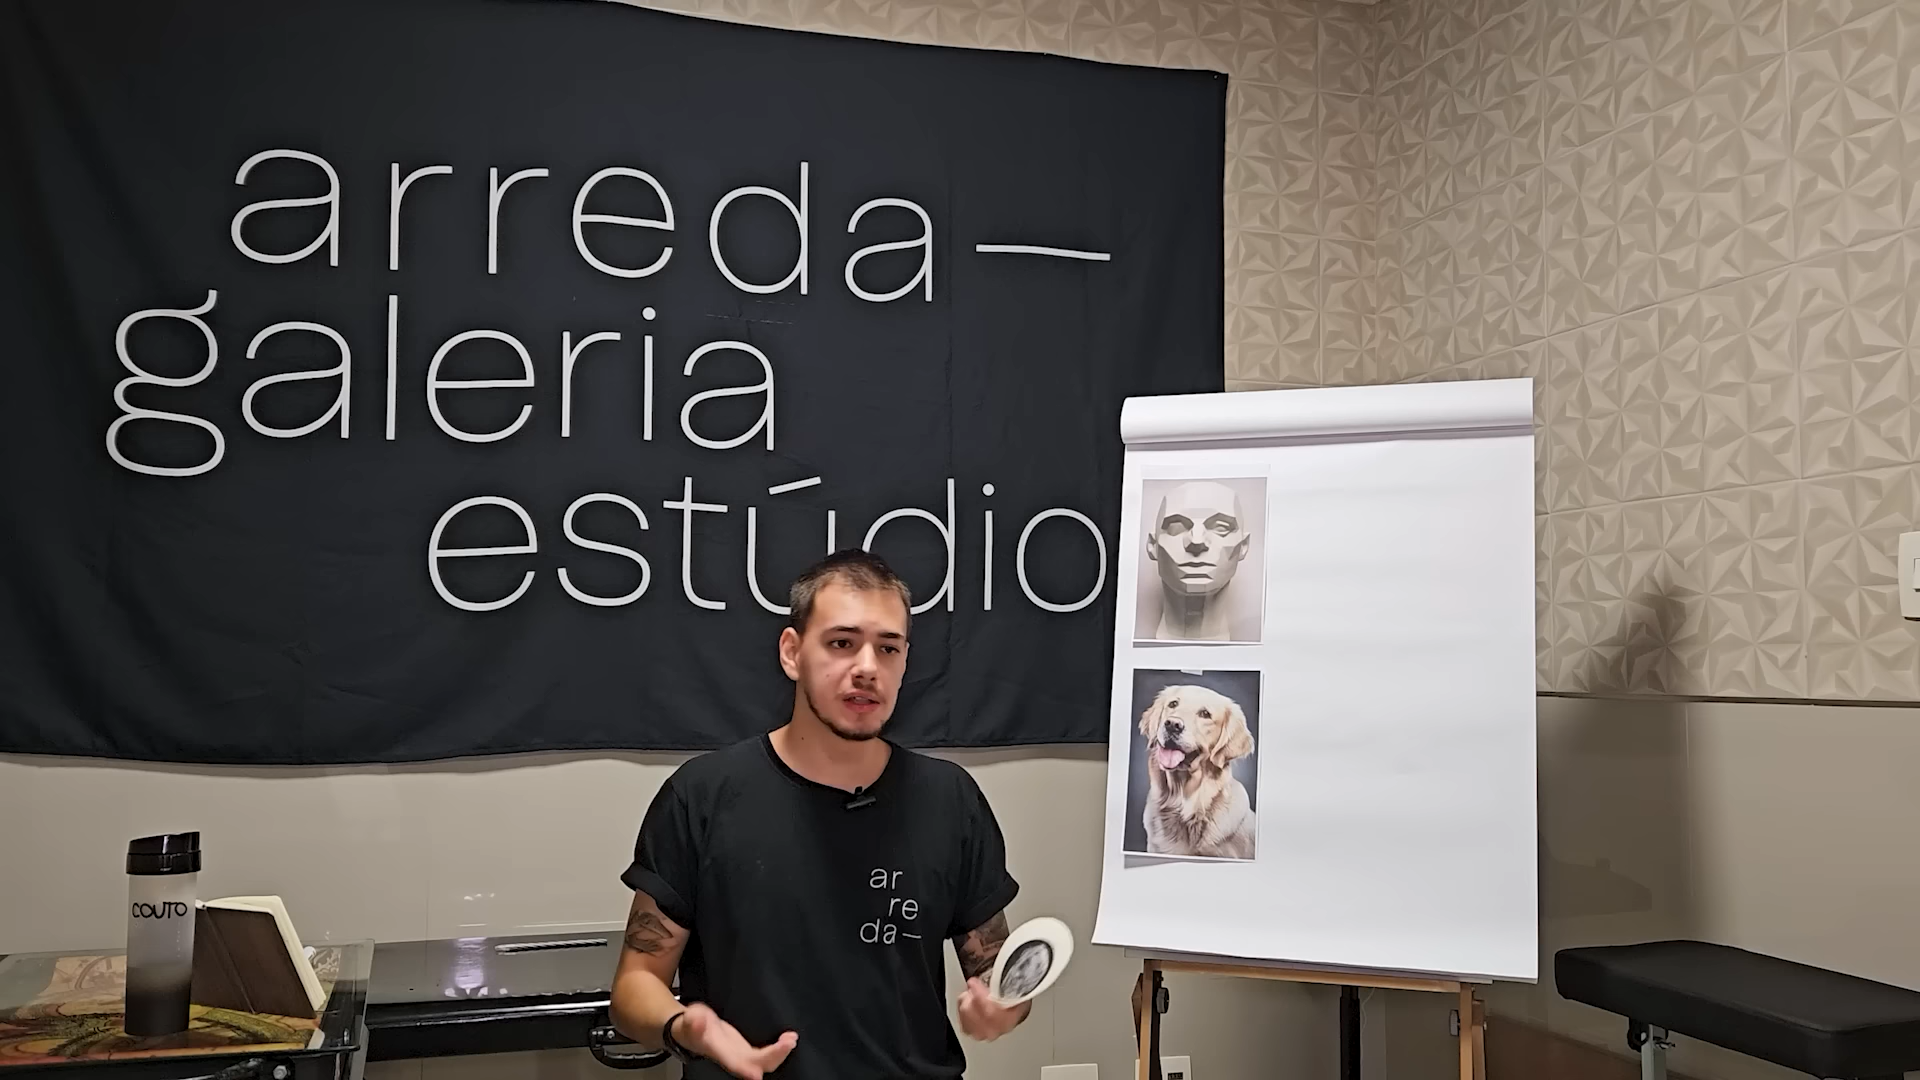 arreda—
galeria
estúdio
ar
re
da—
COUTO